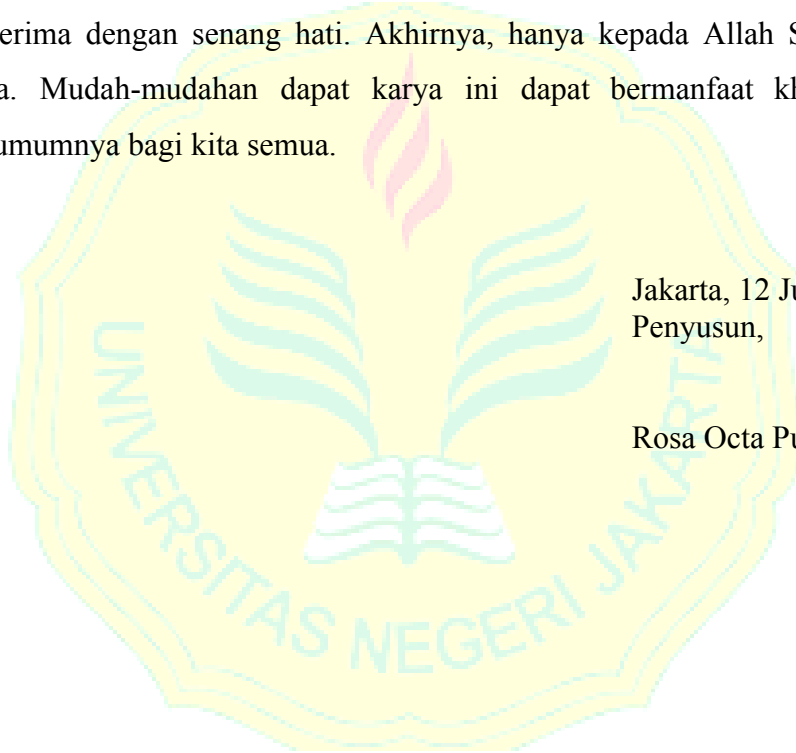 erima dengan senang hati. Akhirnya, hanya kepada Allah S
a. Mudah-mudahan dapat karya ini dapat bermanfaat kh
umumnya bagi kita semua.
Jakarta, 12 Ju
Penyusun,
Rosa Octa Pu
UNIVERSITAS NEGERI JAKARTA